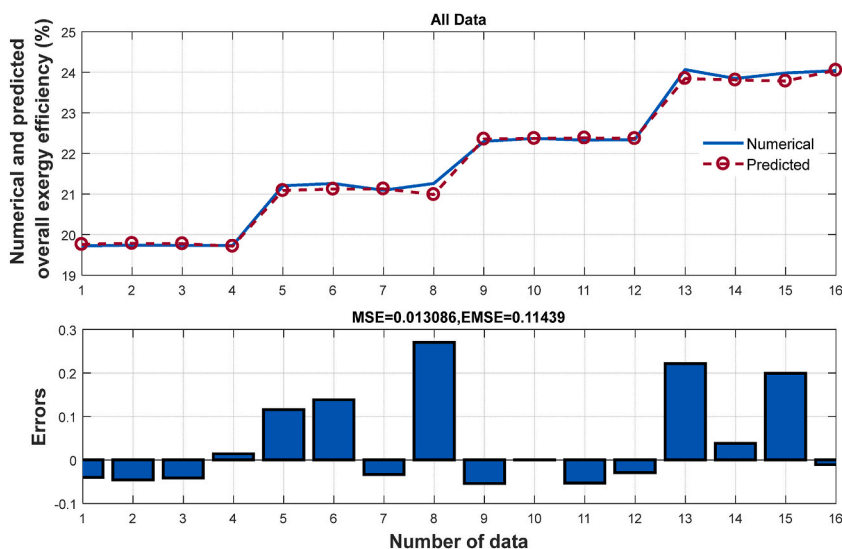 All Data
Numerical and predicted
overall exergy efficiency (%)
25
24
23
22
21
20
19
Numerical
Predicted
1 2 3 4 5 6 7 8 9 10 11 12 13 14 15 16
MSE=0.013086,EMSE=0.11439
Errors
0.3
0.2
0.1
0
-0.1
1 2 3 4 5 6 7 8 9 10 11 12 13 14 15 16
Number of data